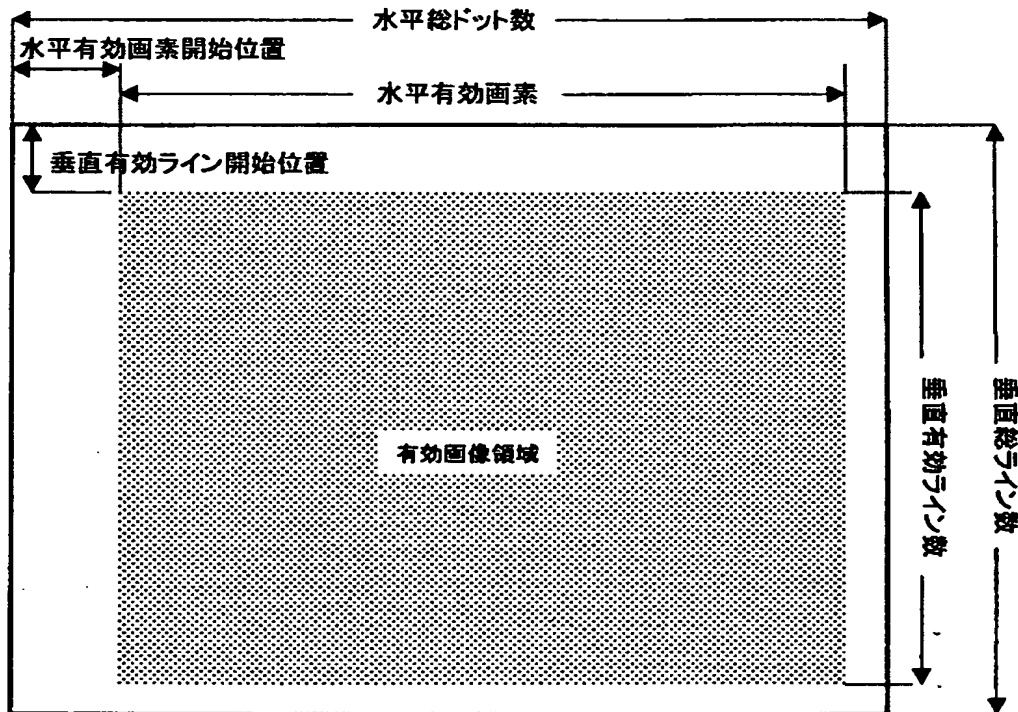 水平総ドット数
水平有効画素開始位置
水平有効画素
垂直有効ライン開始位置
有効画像領域
垂直有効ライン数
垂直総ライン数